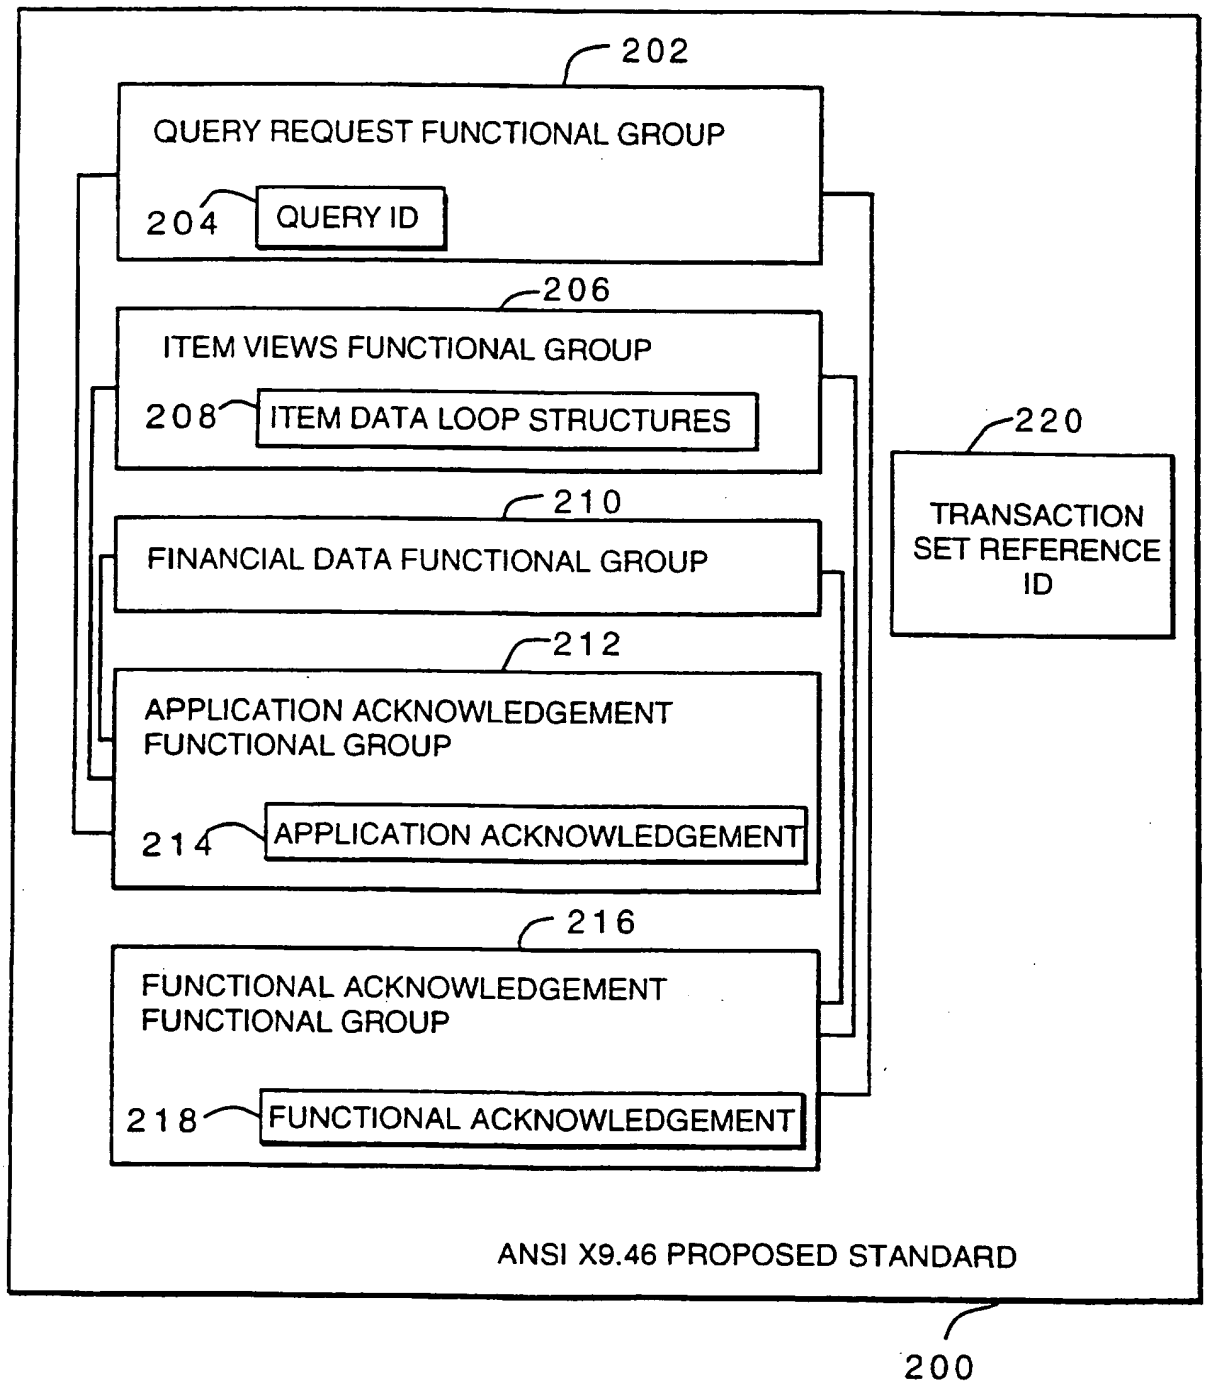 202
QUERY REQUEST FUNCTIONAL GROUP
204
QUERY ID
206
ITEM VIEWS FUNCTIONAL GROUP
208
ITEM DATA LOOP STRUCTURES
220
TRANSACTION
SET REFERENCE
ID
210
FINANCIAL DATA FUNCTIONAL GROUP
212
APPLICATION ACKNOWLEDGEMENT
FUNCTIONAL GROUP
214
APPLICATION ACKNOWLEDGEMENT
216
FUNCTIONAL ACKNOWLEDGEMENT
FUNCTIONAL GROUP
218
FUNCTIONAL ACKNOWLEDGEMENT
ANSI X9.46 PROPOSED STANDARD
200